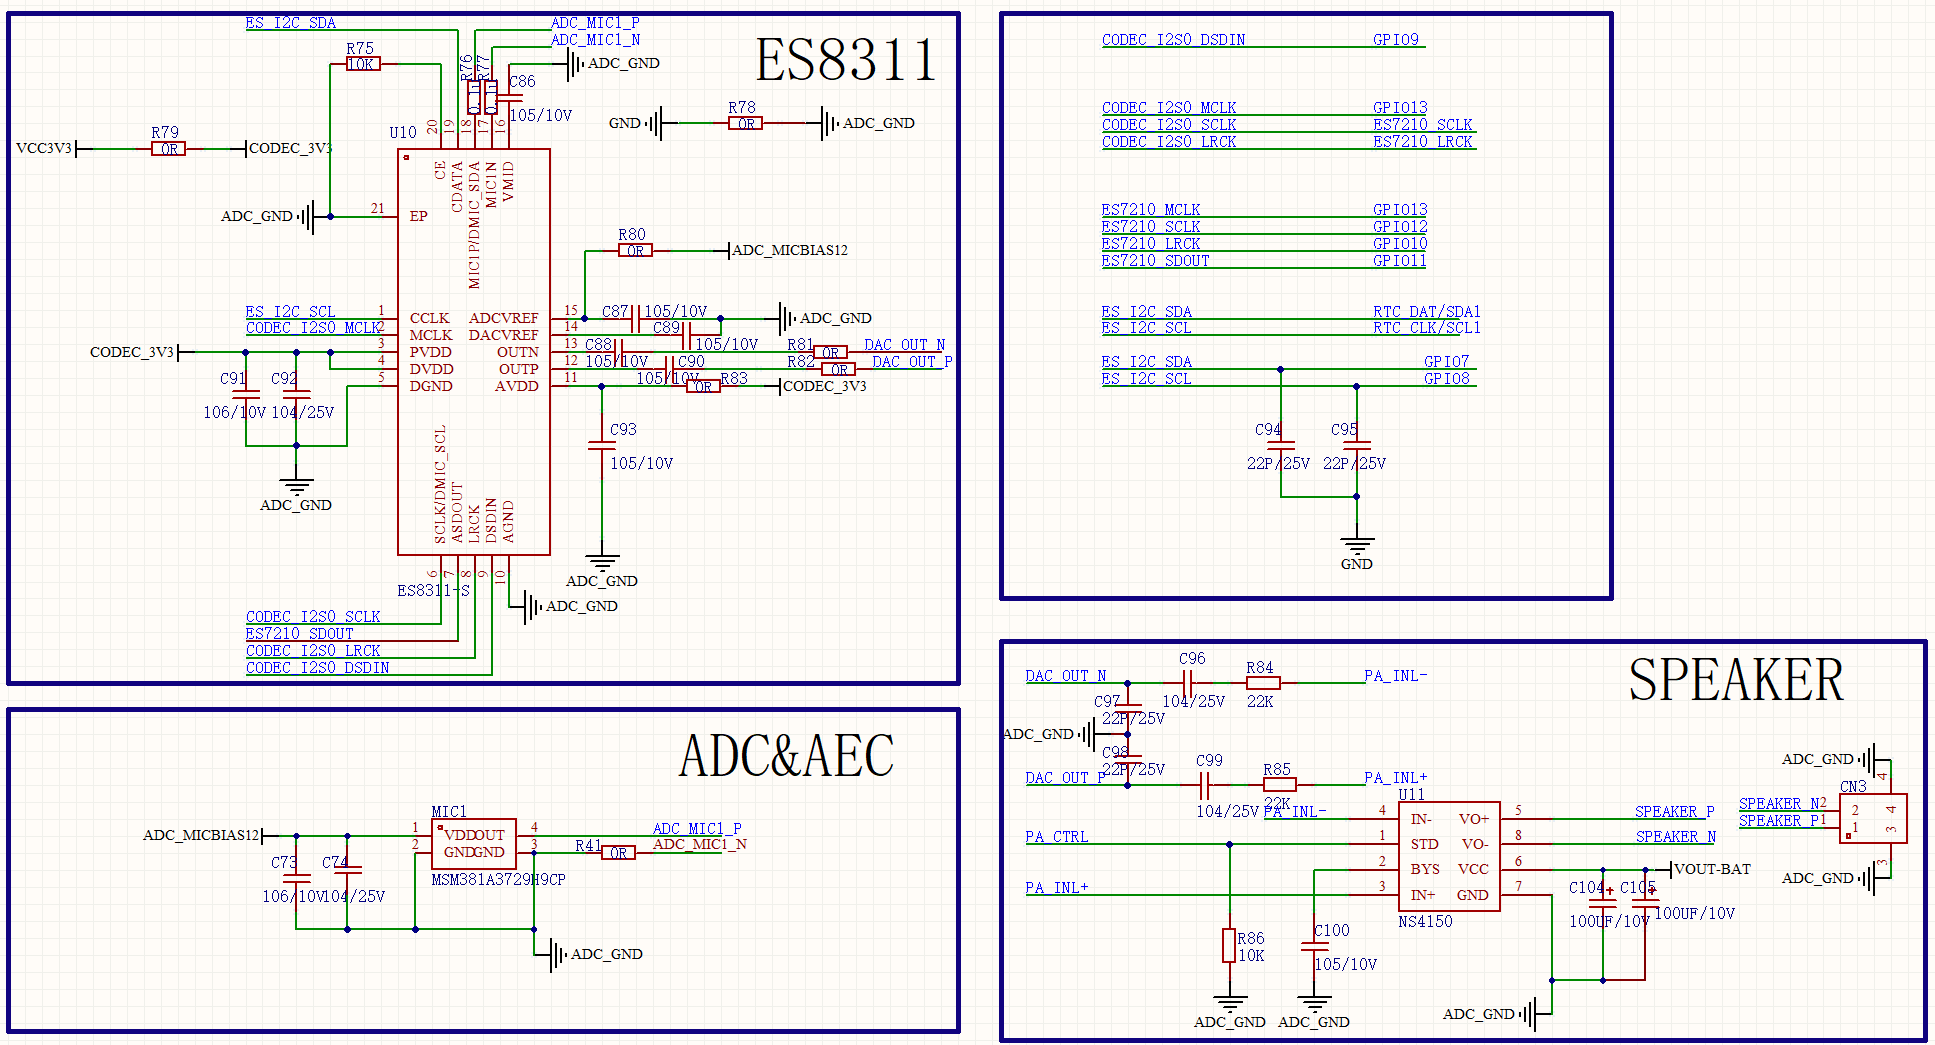 ES8311
ES_I2C_SDA
ADC_MIC1_P
ADC_MIC1_N
R75
10K
R76
0.1u
R77
0.1u
C86
105/10V
ADC_GND
GND
R78
0R
ADC_GND
VCC3V3
R79
0R
CODEC_3V3
U10
20
19
18
17
16
CE
CDATA
MIC1P/DMIC_SDA
MIC1N
VMID
ADC_GND
21
EP
R80
0R
ADC_MICBIAS12
ES_I2C_SCL
1
CCLK
ADCVREF
15
C87
105/10V
ADC_GND
CODEC_I2S0_MCLK
2
MCLK
DACVREF
14
C89
105/10V
CODEC_3V3
3
PVDD
OUTN
13
C88
105/10V
R81
0R
DAC_OUT_N
4
DVDD
OUTP
12
C90
105/10V
R82
0R
DAC_OUT_P
5
DGND
AVDD
11
0R
R83
CODEC_3V3
C91
106/10V
C92
104/25V
ADC_GND
C93
105/10V
ADC_GND
SCLK/DMIC_SCL
ASDOUT
LRCK
DSDIN
AGND
6
7
8
9
10
ES8311-S
ADC_GND
CODEC_I2S0_SCLK
ES7210_SDOUT
CODEC_I2S0_LRCK
CODEC_I2S0_DSDIN
CODEC_I2S0_DSDIN GPIO9
CODEC_I2S0_MCLK GPIO13
CODEC_I2S0_SCLK ES7210_SCLK
CODEC_I2S0_LRCK ES7210_LRCK
ES7210_MCLK GPIO13
ES7210_SCLK GPIO12
ES7210_LRCK GPIO10
ES7210_SDOUT GPIO11
ES_I2C_SDA RTC_DAT/SDA1
ES_I2C_SCL RTC_CLK/SCL1
ES_I2C_SDA GPIO7
ES_I2C_SCL GPIO8
C94
22P/25V
C95
22P/25V
GND
ADC&AEC
MIC1
ADC_MICBIAS12
1
VDD
OUT
4
ADC_MIC1_P
2
GND
GND
3
R41
0R
ADC_MIC1_N
MSM381A3729H9CP
C73
106/10V
C74
104/25V
ADC_GND
SPEAKER
DAC_OUT_N
C96
104/25V
R84
22K
PA_INL-
C97
22P/25V
ADC_GND
C98
22P/25V
DAC_OUT_P
C99
104/25V
R85
22K
PA_INL+
U11
PA_INL-
4
IN-
VO+
5
SPEAKER_P
PA_CTRL
1
STD
VO-
8
SPEAKER_N
2
BYS
VCC
6
VOUT-BAT
PA_INL+
3
IN+
GND
7
NS4150
R86
10K
ADC_GND
C100
105/10V
ADC_GND
C104
+
100UF/10V
C105
+
100UF/10V
ADC_GND
ADC_GND
4
CN3
SPEAKER_N
2
2
4
SPEAKER_P
1
1
3
3
ADC_GND